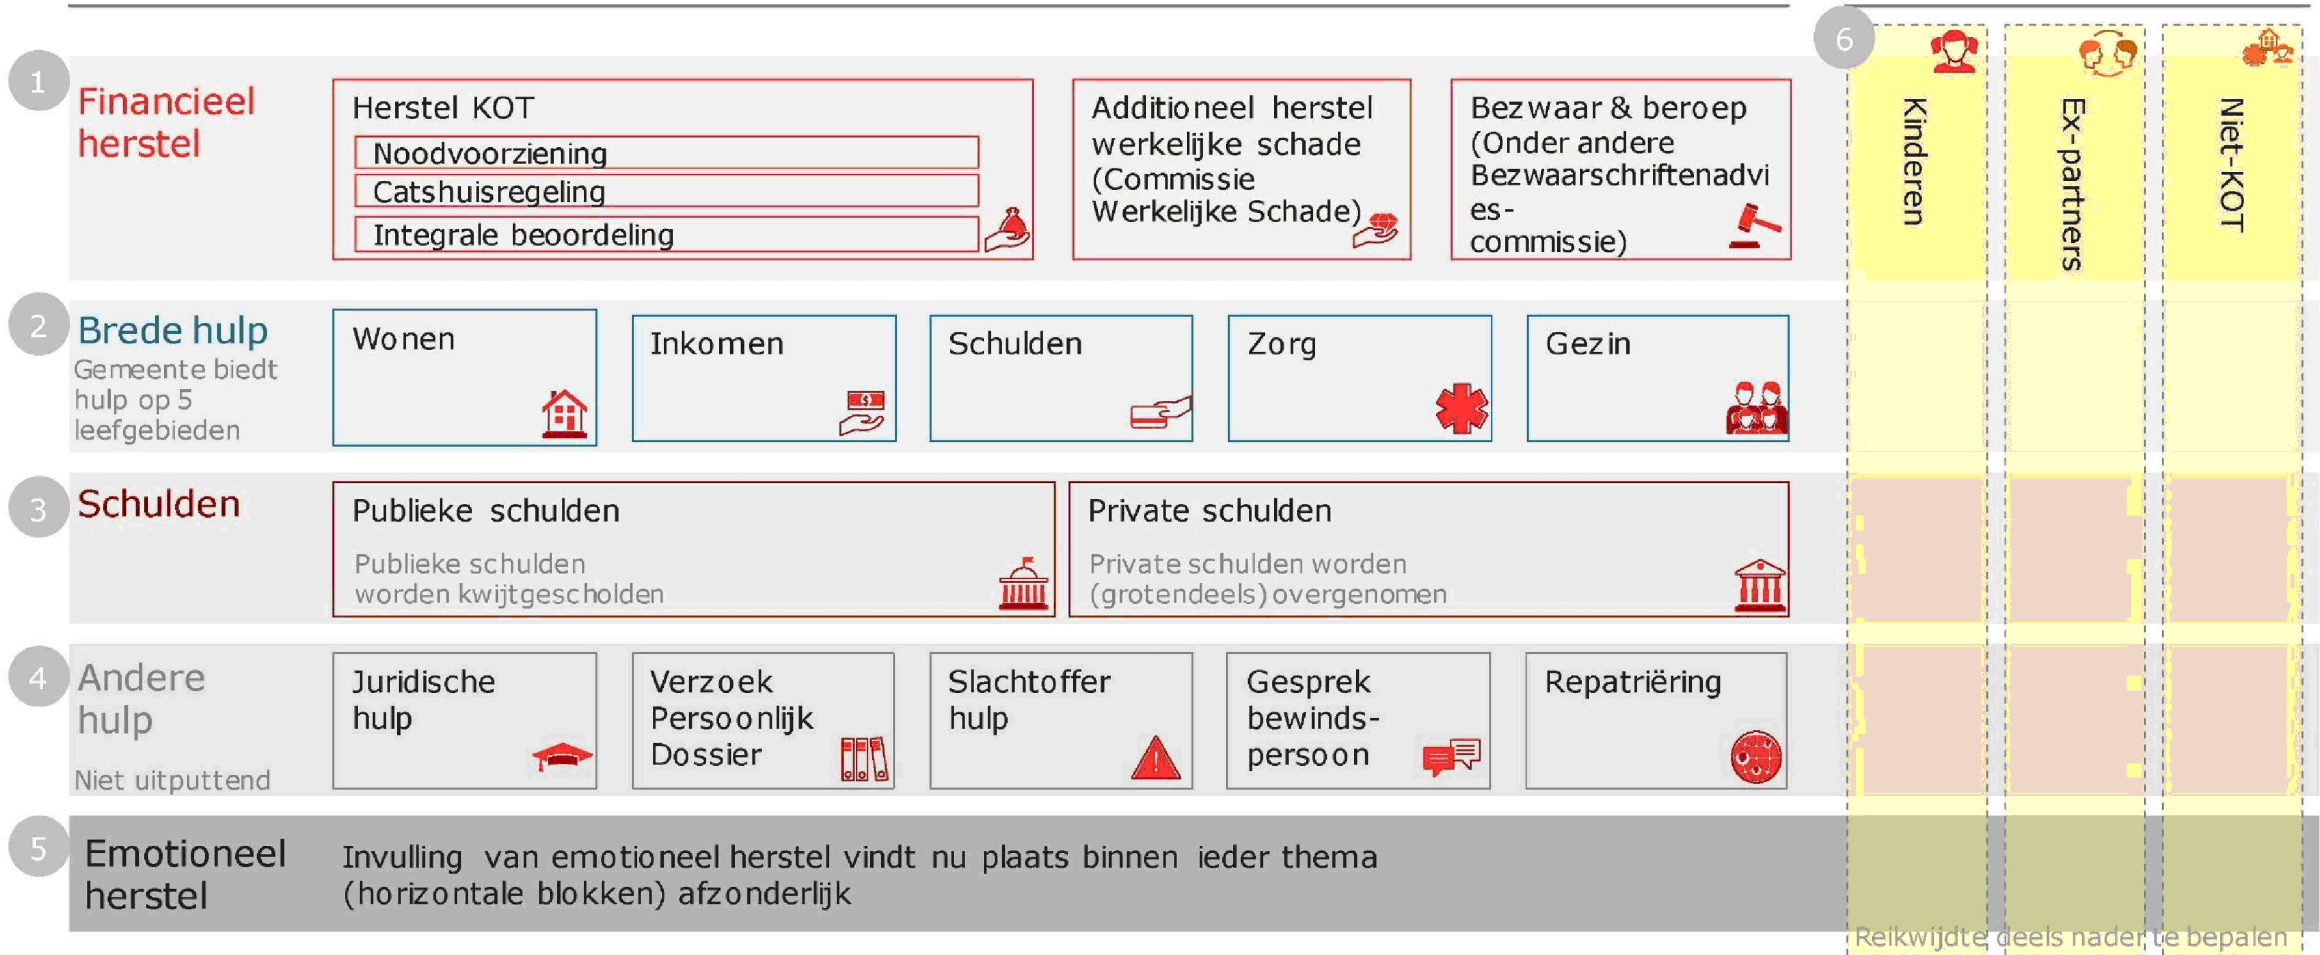 1
Financieel
herstel
Herstel KOT
Noodvoorziening
Catshuisregeling
Integrale beoordeling
Additioneel herstel
werkelijke schade
(Commissie
Werkelijke Schade)
Bezwaar & beroep
(Onder andere
Bezwaarschriftenadvi
es-
commissie)
6
Kinderen
Ex-partners
Niet-KOT
2
Brede hulp
Gemeente biedt
hulp op 5
leefgebieden
Wonen
Inkomen
Schulden
Zorg
Gezin
3
Schulden
Publieke schulden
Publieke schulden
worden kwijtgescholden
Private schulden
Private schulden worden
(grotendeels) overgenomen
4
Andere
hulp
Niet uitputtend
Juridische
hulp
Verzoek
Persoonlijk
Dossier
Slachtoffer
hulp
Gesprek
bewinds-
persoon
Repatriëring
5
Emotioneel
herstel
Invulling van emotioneel herstel vindt nu plaats binnen ieder thema
(horizontale blokken) afzonderlijk
Reikwijdte deels nader te bepalen